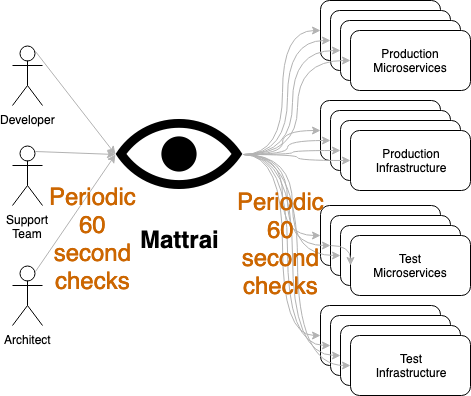 Developer
Support
Team
Architect
Periodic
60
second
checks
Mattrai
Periodic
60
second
checks
Production
Microservices
Production
Infrastructure
Test
Microservices
Test
Infrastructure